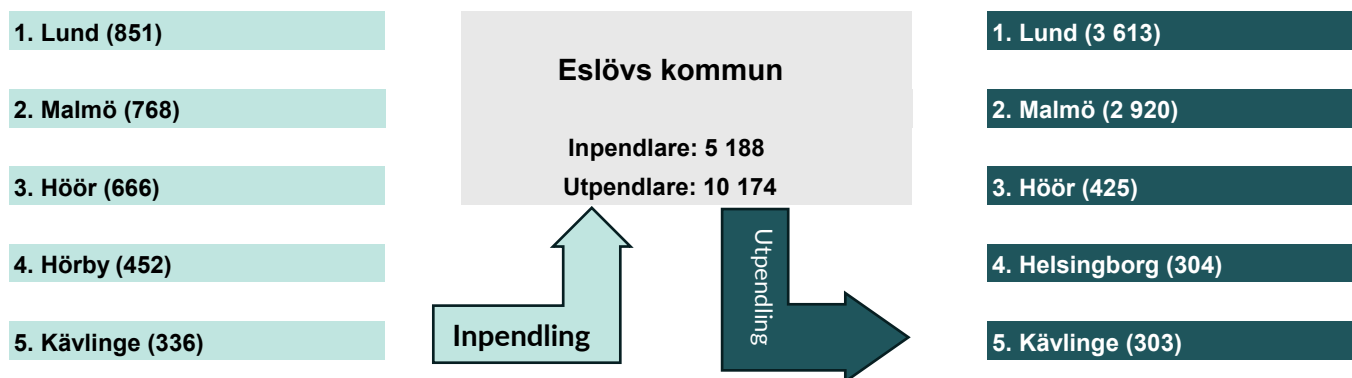 1. Lund (851)
2. Malmö (768)
3. Höör (666)
4. Hörby (452)
5. Kävlinge (336)
Eslövs kommun
Inpendlare: 5 188
Utpendlare: 10 174
Inpendling
Utpendling
1. Lund (3 613)
2. Malmö (2 920)
3. Höör (425)
4. Helsingborg (304)
5. Kävlinge (303)